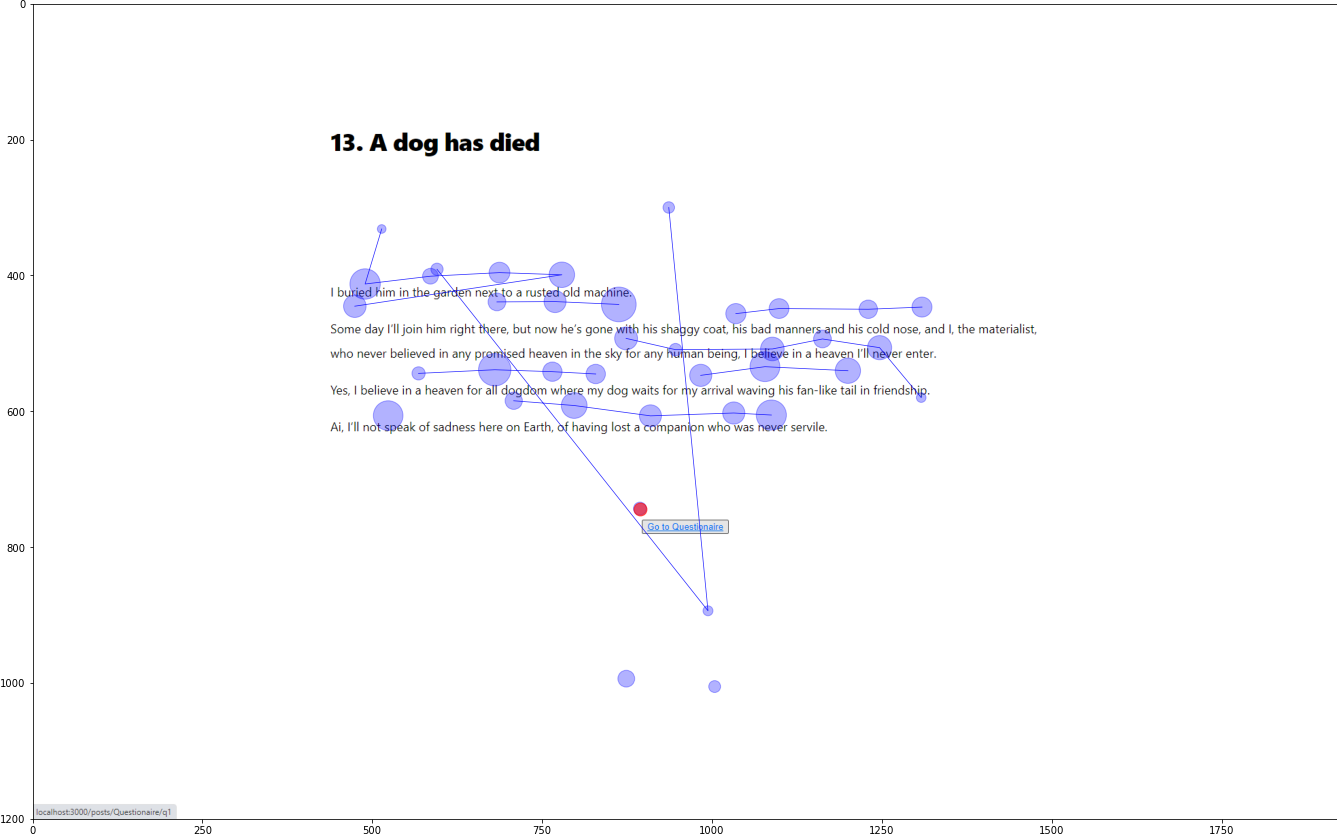 0
200
13. A dog has died
400
I buried him in the garden next to a rusted old machine.
Some day I'll join him right there, but now he's gone with his shaggy coat, his bad manners and his cold nose, and I, the materialist,
who never believed in any promised heaven in the sky for any human being, I believe in a heaven I'll never enter.
Yes, I believe in a heaven for all dogdom where my dog waits for my arrival waving his fan-like tail in friendship.
600
Ai, I'll not speak of sadness here on Earth, of having lost a companion who was never servile.
Go to Questionaire
800
1000
localhost:3000/posts/Questionaire/q1
1200
0 250 500 750 1000 1250 1500 1750